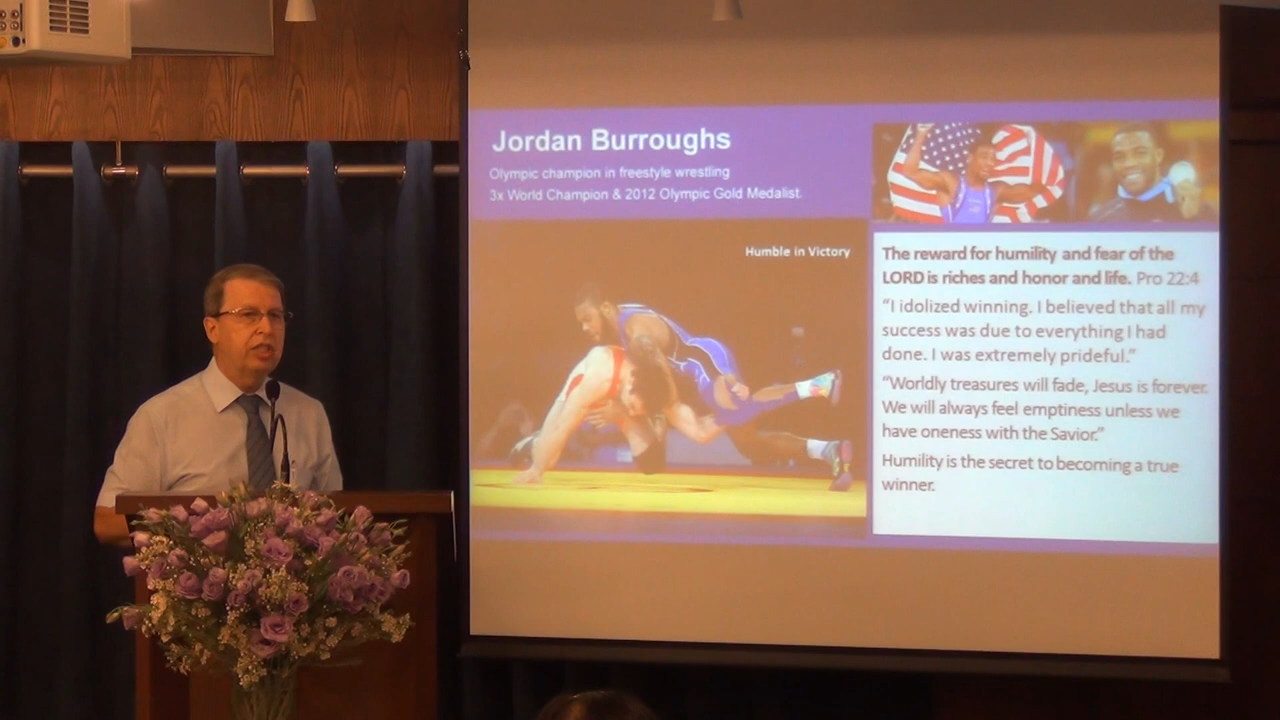 Jordan Burroughs
Olympic champion in freestyle wrestling
3x World Champion & 2012 Olympic Gold Medalist.
Humble in Victory
The reward for humility and fear of the
LORD is riches and honor and life. Pro 22:4
“I idolized winning. I believed that all my
success was due to everything I had
done. I was extremely prideful.”
“Worldly treasures will fade, Jesus is forever.
We will always feel emptiness unless we
have oneness with the Savior.”
Humility is the secret to becoming a true
winner.